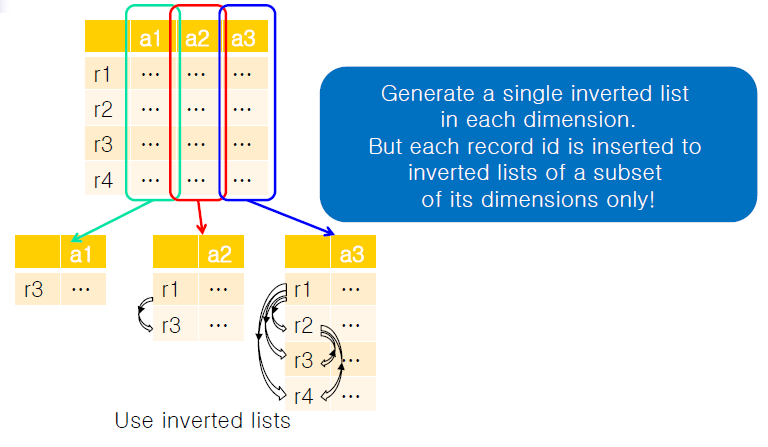 a1 a2 a3
r1 ... ... ...
r2 ... ... ...
r3 ... ... ...
r4 ... ... ...
Generate a single inverted list
in each dimension.
But each record id is inserted to
inverted lists of a subset
of its dimensions only!
a1
r3 ...
a2
r1 ...
r3 ...
a3
r1 ...
r2 ...
r3 ...
r4 ...
Use inverted lists